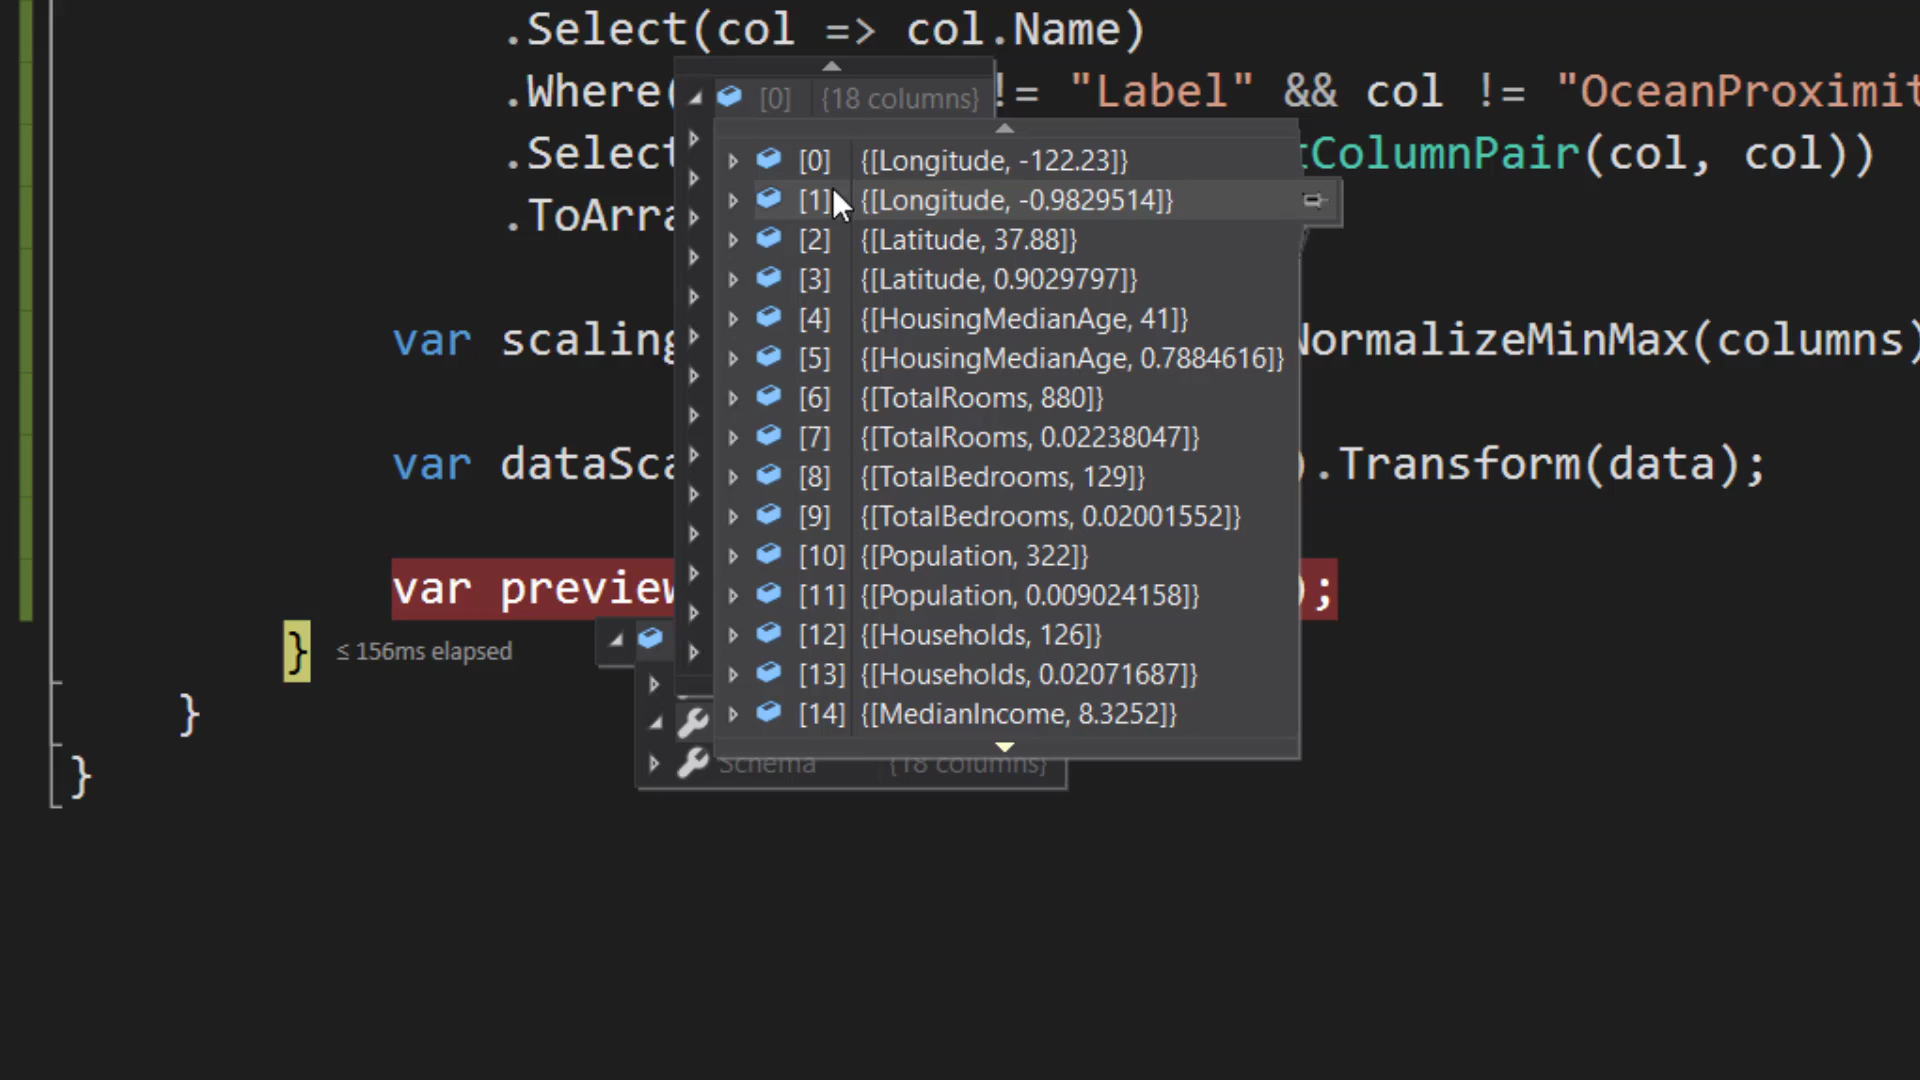 .Select(col => col.Name)
.Where( != "Label" && col != "OceanProximit
[0] {18 columns}
.Select tColumnPair(col, col))
[0] {[Longitude, -122.23]}
[1] {[Longitude, -0.9829514]}
.ToArra
[2] {[Latitude, 37.88]}
[3] {[Latitude, 0.9029797]}
[4] {[HousingMedianAge, 41]}
var scaling NormalizeMinMax(columns)
[5] {[HousingMedianAge, 0.7884616]}
[6] {[TotalRooms, 880]}
[7] {[TotalRooms, 0.02238047]}
var dataSca ).Transform(data);
[8] {[TotalBedrooms, 129]}
[9] {[TotalBedrooms, 0.02001552]}
[10] {[Population, 322]}
var preview );
[11] {[Population, 0.009024158]}
[12] {[Households, 126]}
} ≤ 156ms elapsed
[13] {[Households, 0.02071687]}
[14] {[MedianIncome, 8.3252]}
}
Schema {18 columns}
}